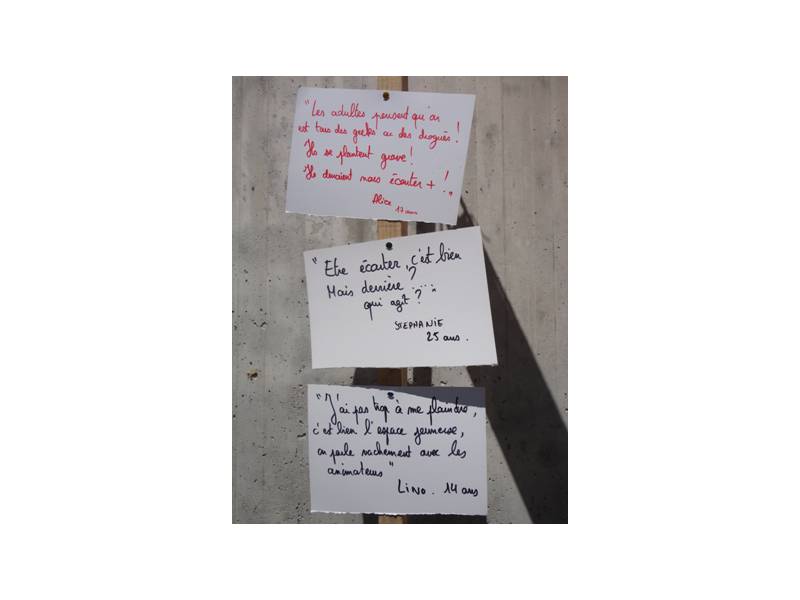 "Les adultes pensent qu'on
est tous des geeks ou des drogués !
Ils se plantent grave !
Ils devraient nous écouter + ! "
Alice 17 ans
" Etre écouter, c'est bien
Mais derrière ? ....
qui agit ? "
STEPHANIE
25 ans.
"J'ai pas trop à me plaindre,
c'est bien l'espace jeunesse,
on parle vachement avec les
animateurs"
LINO. 14 ans